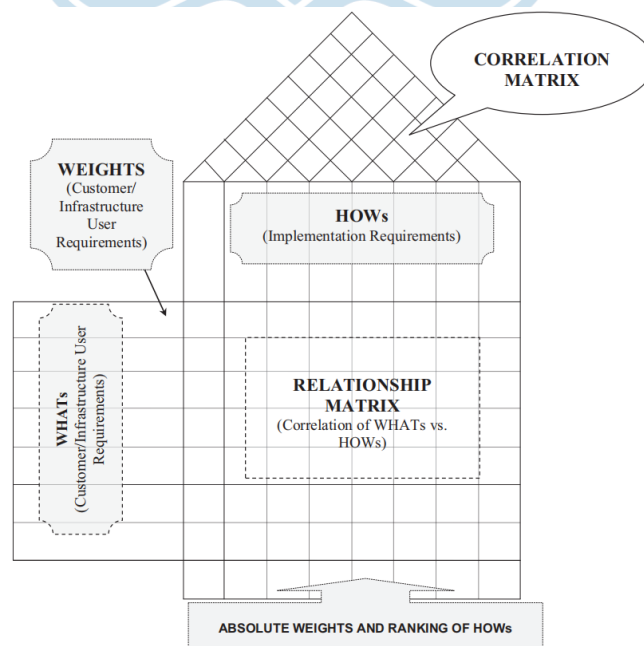 CORRELATION
MATRIX
WEIGHTS
(Customer/
Infrastructure
User
Requirements)
HOWs
(Implementation Requirements)
WHATs
(Customer/Infrastructure User
Requirements)
RELATIONSHIP
MATRIX
(Correlation of WHATs vs.
HOWs)
ABSOLUTE WEIGHTS AND RANKING OF HOWs